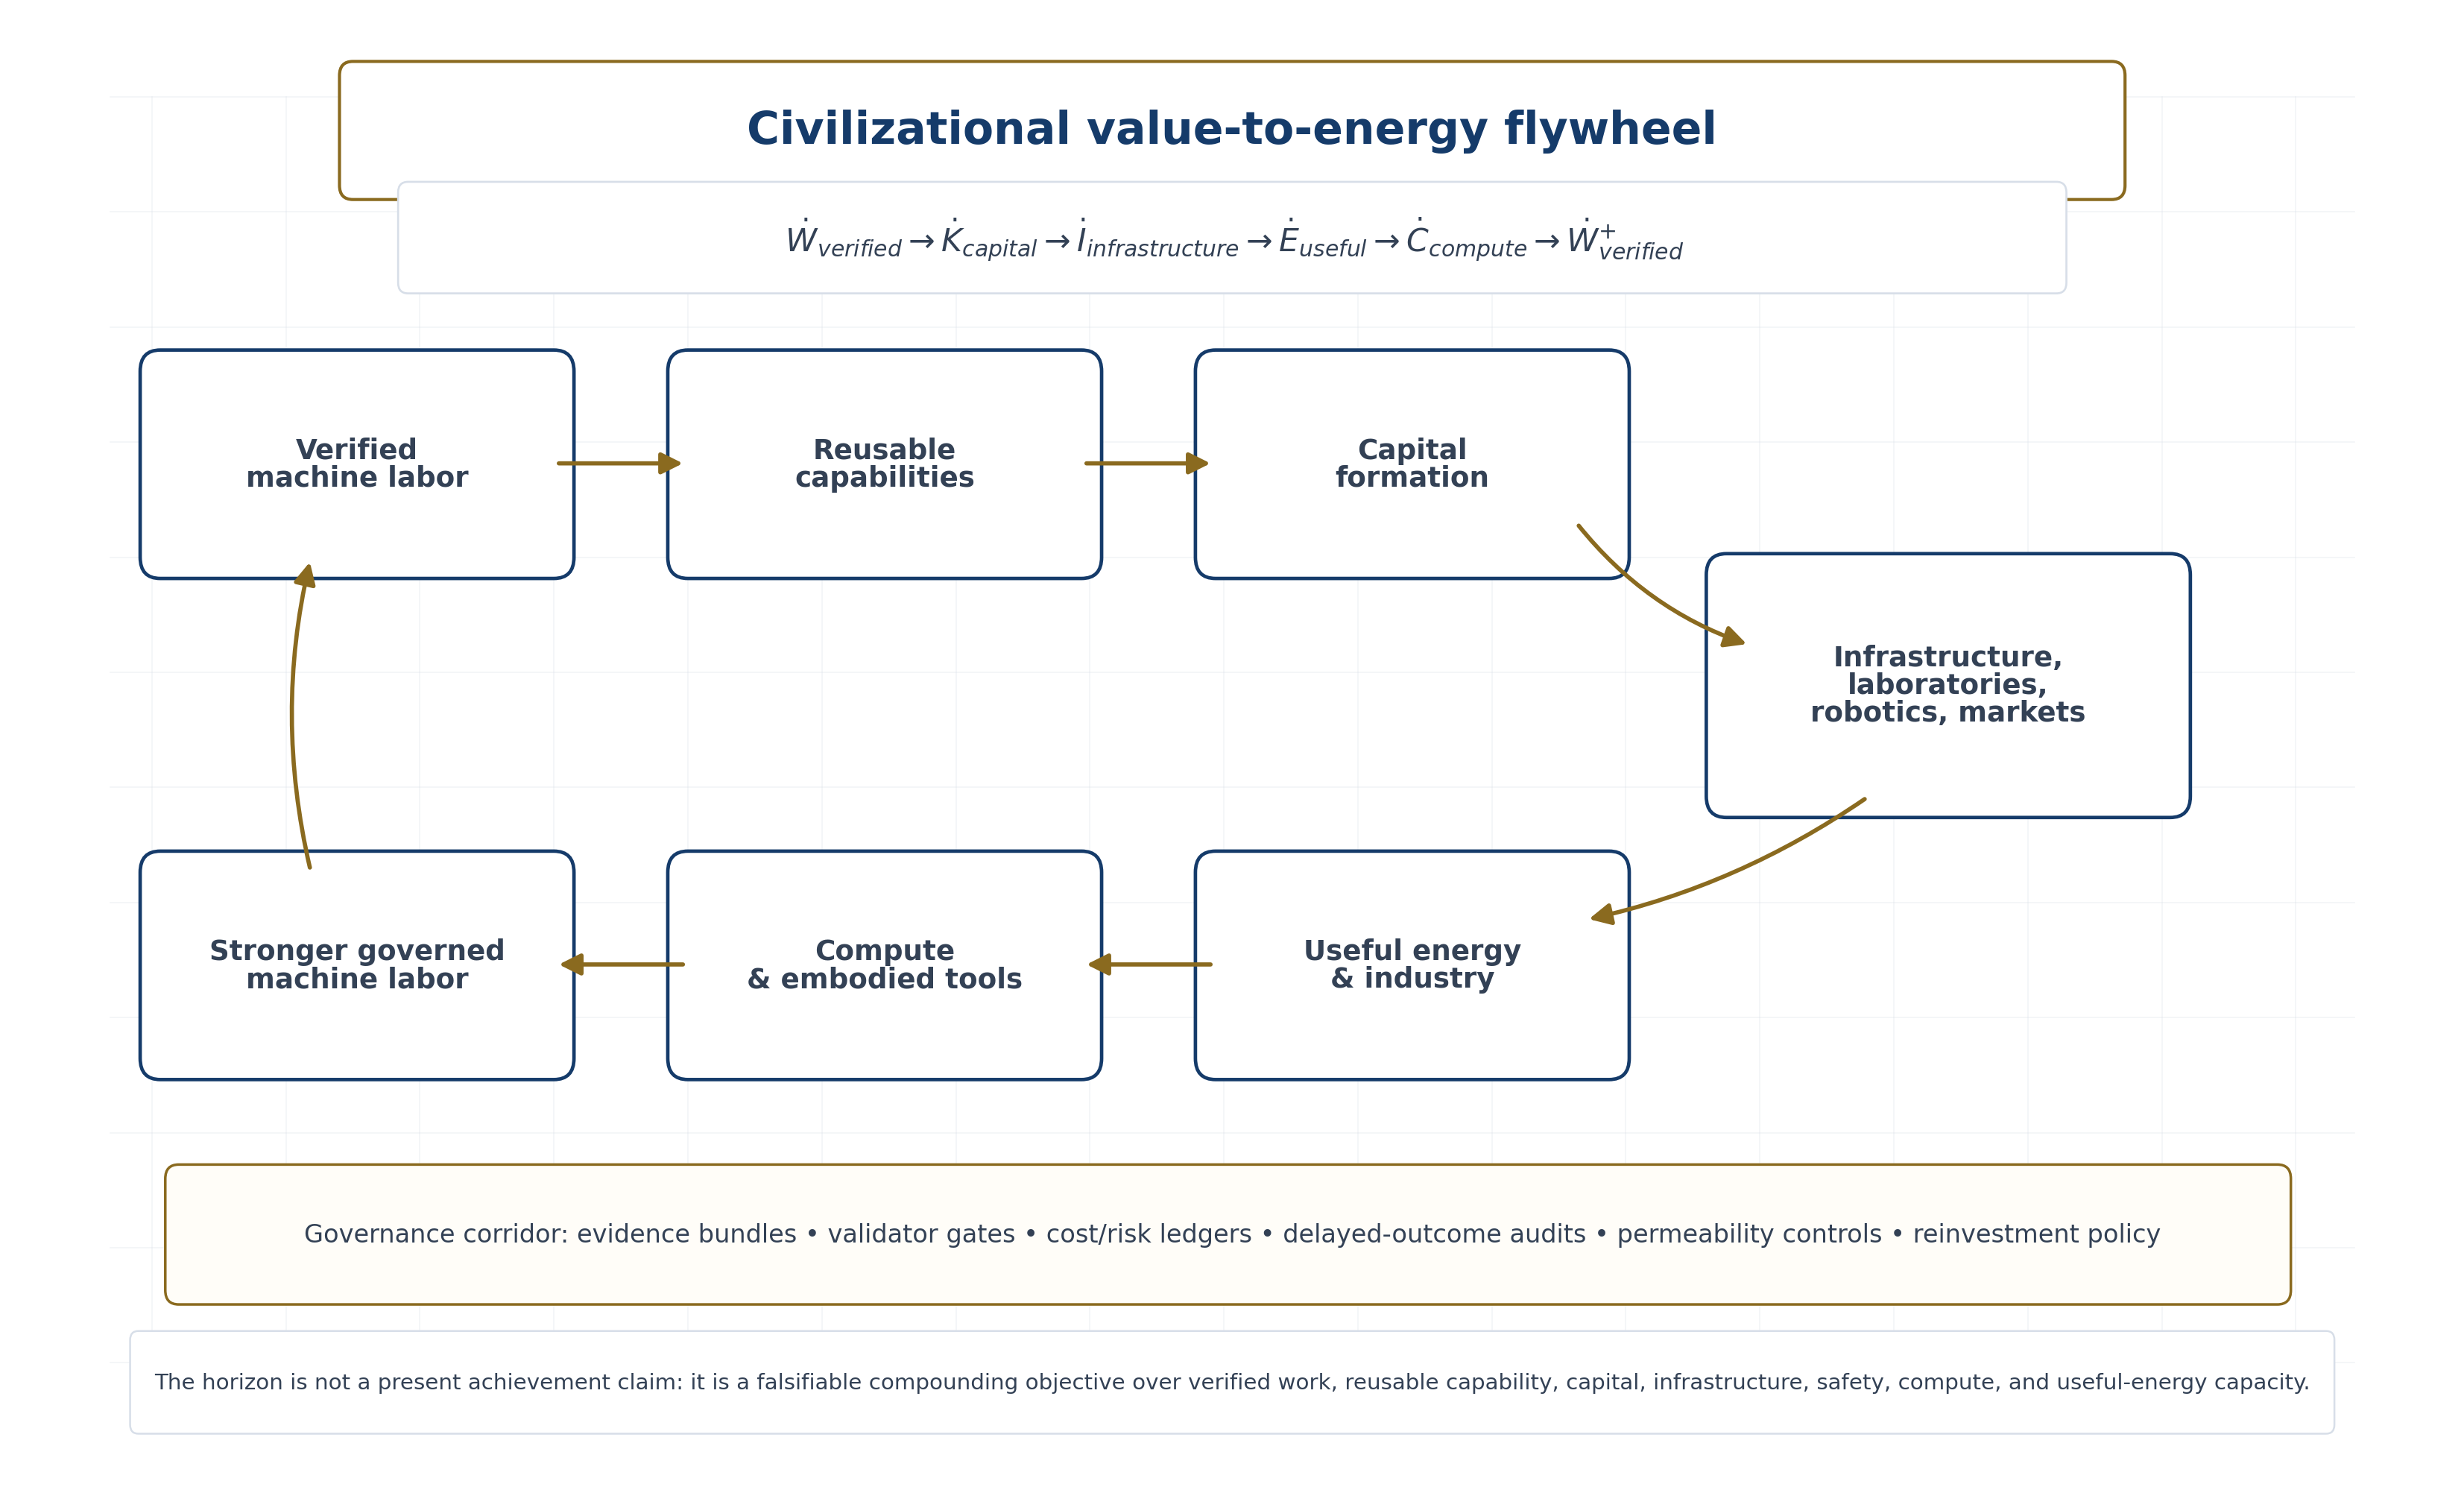 Civilizational value-to-energy flywheel
Ẇ_verified → K̇_capital → İ_infrastructure → Ė_useful → Ċ_compute → Ẇ⁺_verified
Verified
machine labor
Reusable
capabilities
Capital
formation
Infrastructure,
laboratories,
robotics, markets
Stronger governed
machine labor
Compute
& embodied tools
Useful energy
& industry
Governance corridor: evidence bundles • validator gates • cost/risk ledgers • delayed-outcome audits • permeability controls • reinvestment policy
The horizon is not a present achievement claim: it is a falsifiable compounding objective over verified work, reusable capability, capital, infrastructure, safety, compute, and useful-energy capacity.